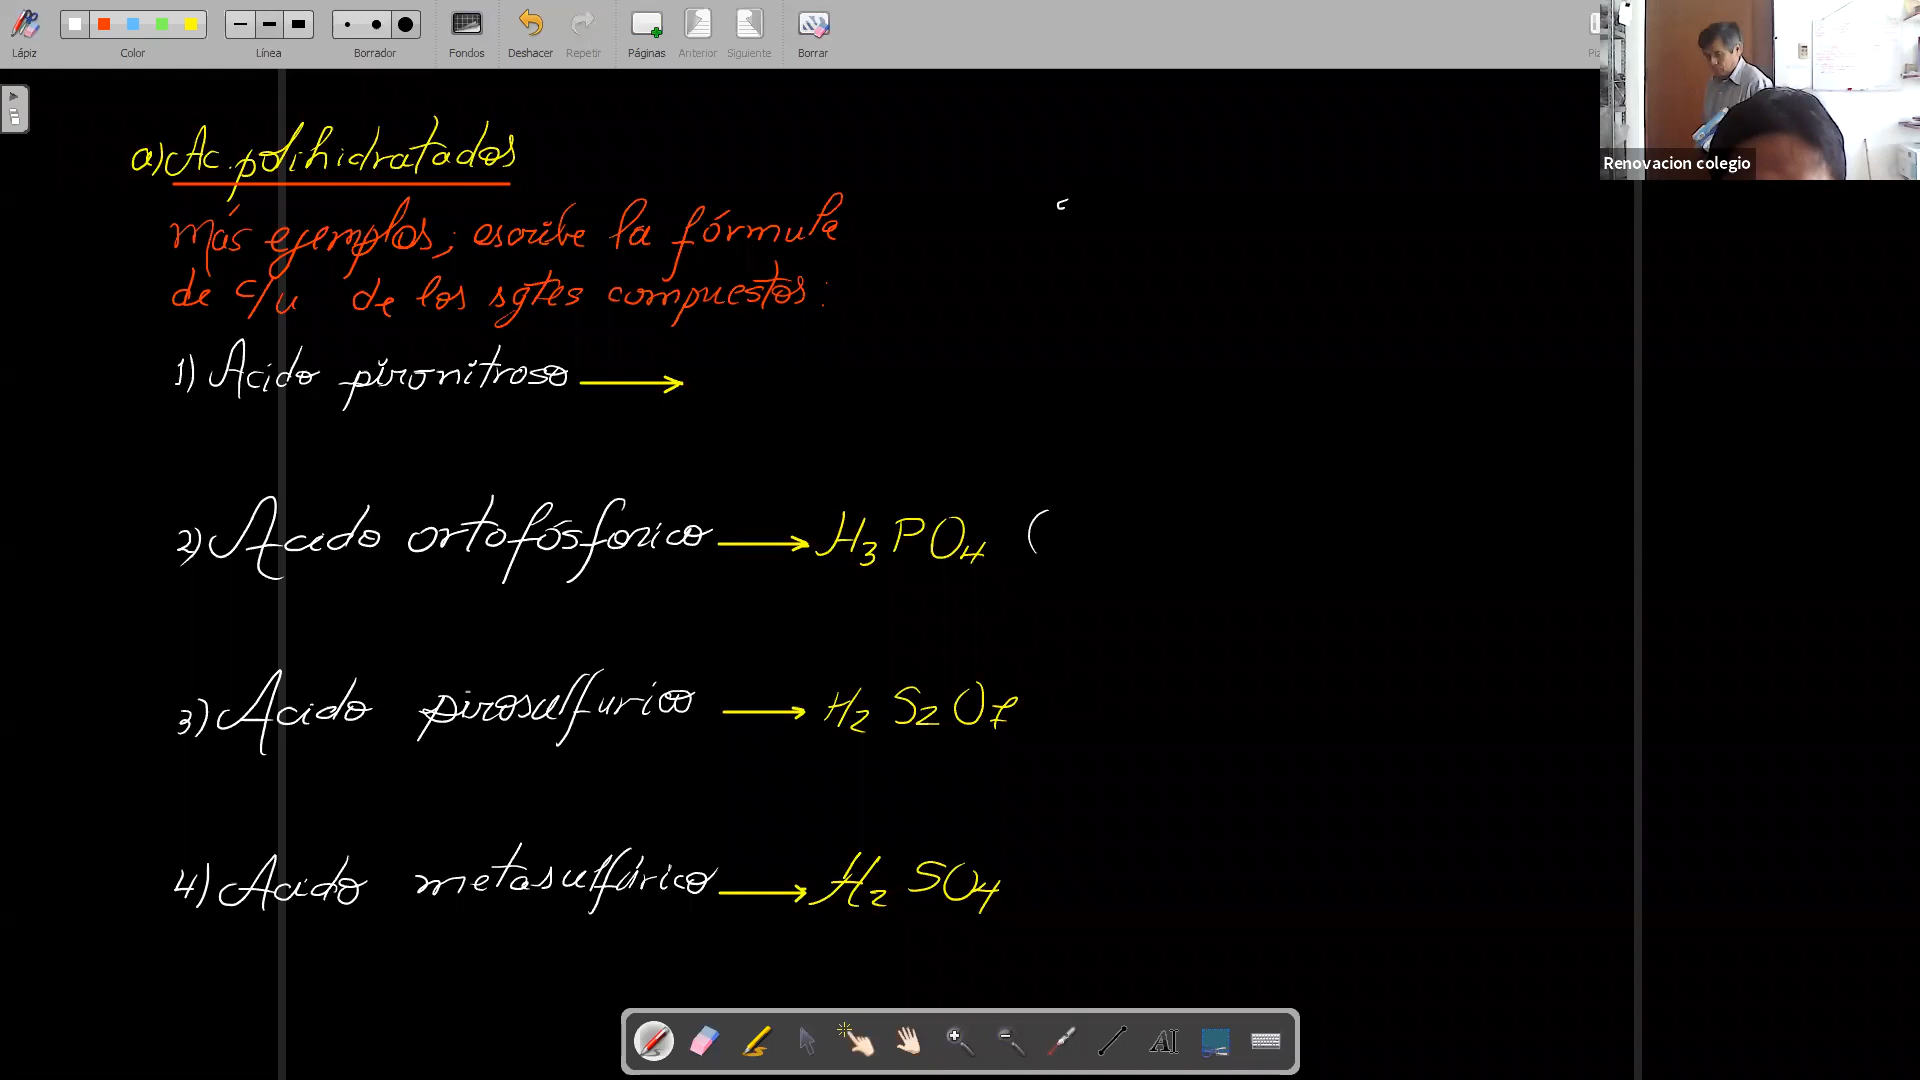 Lápiz Color Línea Borrador Fondos Deshacer Repetir Páginas Anterior Siguiente Borrar
Renovacion colegio
a) Ac. polihidratados
más ejemplos; escribe la fórmula
de c/u de los sgtes compuestos:
1) Acido pironitroso →
2) Acido ortofósforico → H3PO4 (
3) Acido pirosulfurico → H2S2O7
4) Acido metasulfúrico → H2SO4
AI